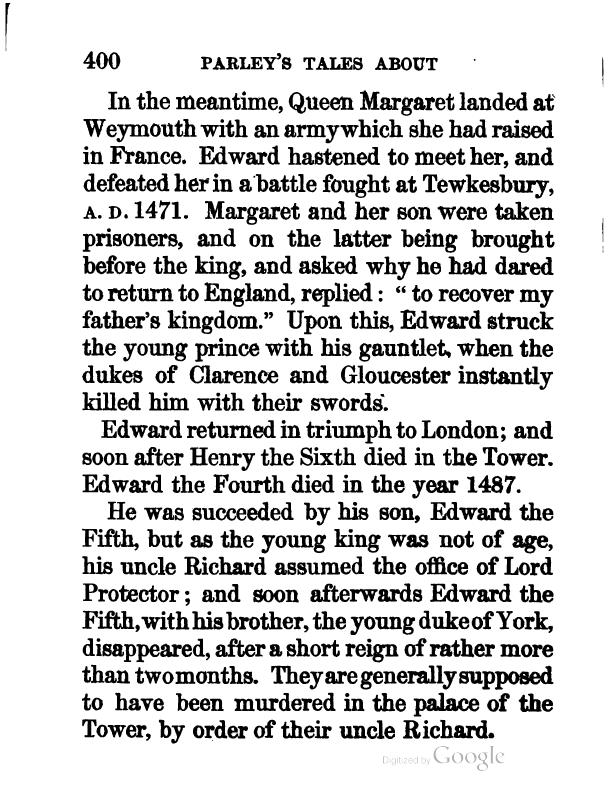 400 PARLEY'S TALES ABOUT
In the meantime, Queen Margaret landed at
Weymouth with an army which she had raised
in France. Edward hastened to meet her, and
defeated her in a battle fought at Tewkesbury,
A. D. 1471. Margaret and her son were taken
prisoners, and on the latter being brought
before the king, and asked why he had dared
to return to England, replied : “ to recover my
father's kingdom.” Upon this, Edward struck
the young prince with his gauntlet, when the
dukes of Clarence and Gloucester instantly
killed him with their swords.
Edward returned in triumph to London; and
soon after Henry the Sixth died in the Tower.
Edward the Fourth died in the year 1487.
He was succeeded by his son, Edward the
Fifth, but as the young king was not of age,
his uncle Richard assumed the office of Lord
Protector ; and soon afterwards Edward the
Fifth, with his brother, the young duke of York,
disappeared, after a short reign of rather more
than two months. They are generally supposed
to have been murdered in the palace of the
Tower, by order of their uncle Richard.
Digitized by Google